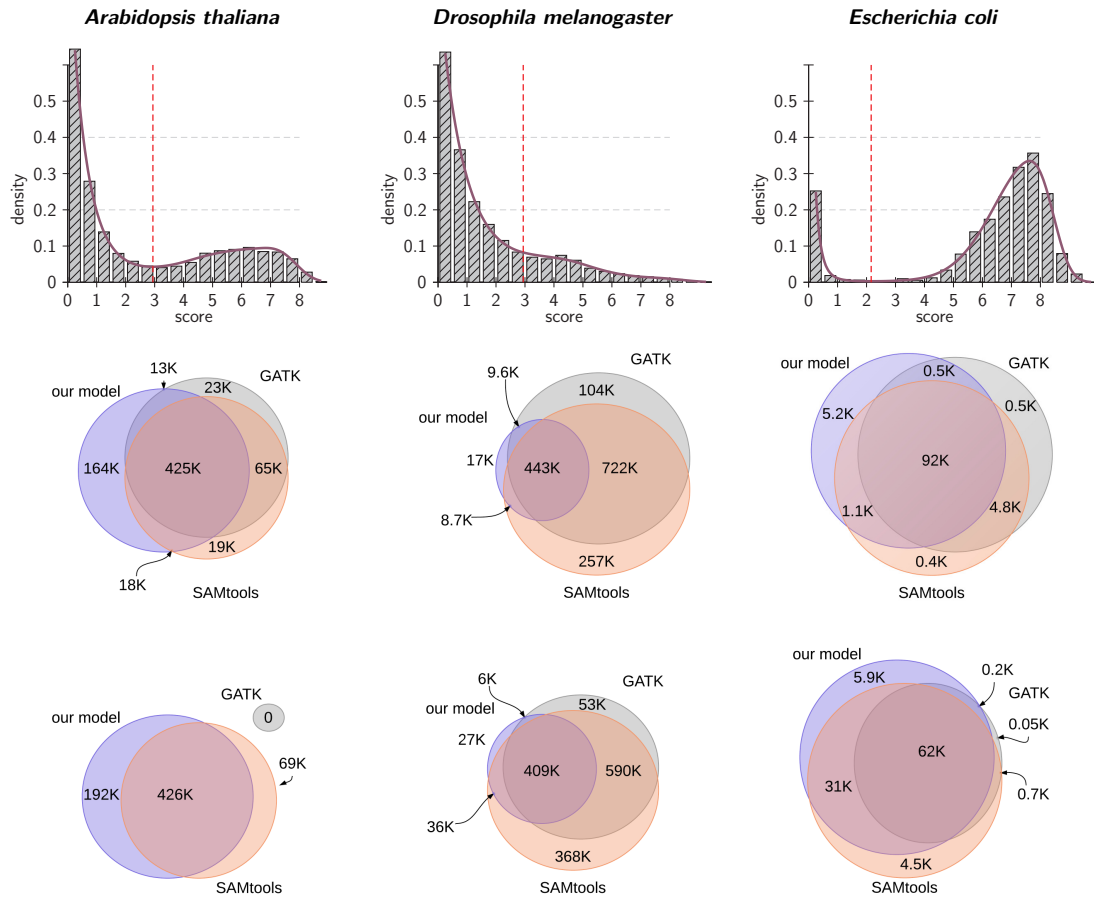 Arabidopsis thaliana
Drosophila melanogaster
Escherichia coli
density
0.5
0.4
0.2
0.1
0
0 1 2 3 4 5 6 7 8
score
density
0.5
0.4
0.2
0.1
0
0 1 2 3 4 5 6 7 8
score
density
0.5
0.4
0.2
0.1
0
0 1 2 3 4 5 6 7 8
score
13K
our model
GATK
23K
164K
425K
65K
19K
18K
SAMtools
GATK
9.6K
104K
our model
17K
443K
722K
8.7K
257K
SAMtools
our model
GATK
0.5K
5.2K
0.5K
92K
1.1K
4.8K
0.4K
SAMtools
GATK
our model
0
69K
192K
426K
SAMtools
6K
GATK
our model
53K
27K
409K
590K
36K
368K
SAMtools
our model
5.9K
0.2K
GATK
0.05K
62K
31K
0.7K
4.5K
SAMtools